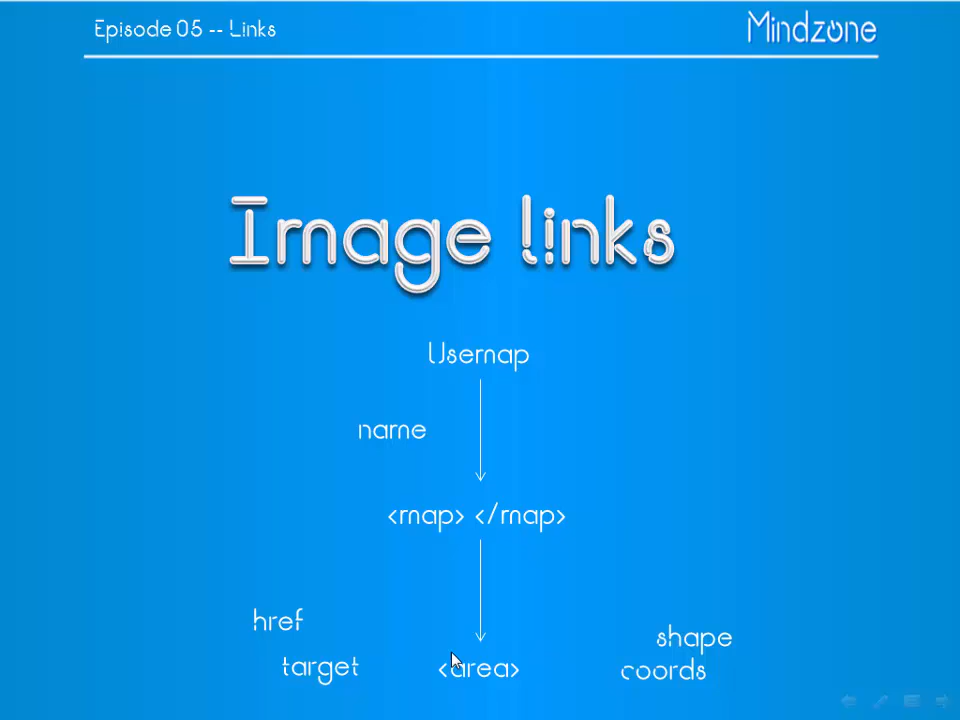 Episode 05 -- Links
Mindzone
Image links
Usemap
name
<map> </map>
href
shape
target
<area>
coords